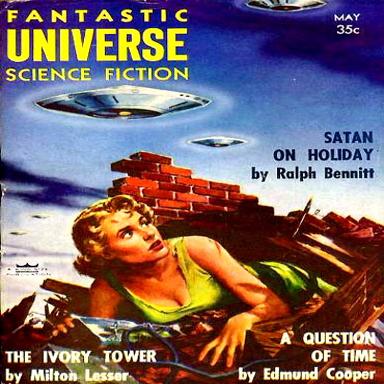 FANTASTIC
UNIVERSE
SCIENCE FICTION
MAY
35c
SATAN
ON HOLIDAY
by Ralph Bennitt
THE IVORY TOWER
by Milton Lesser
A QUESTION
OF TIME
by Edmund Cooper